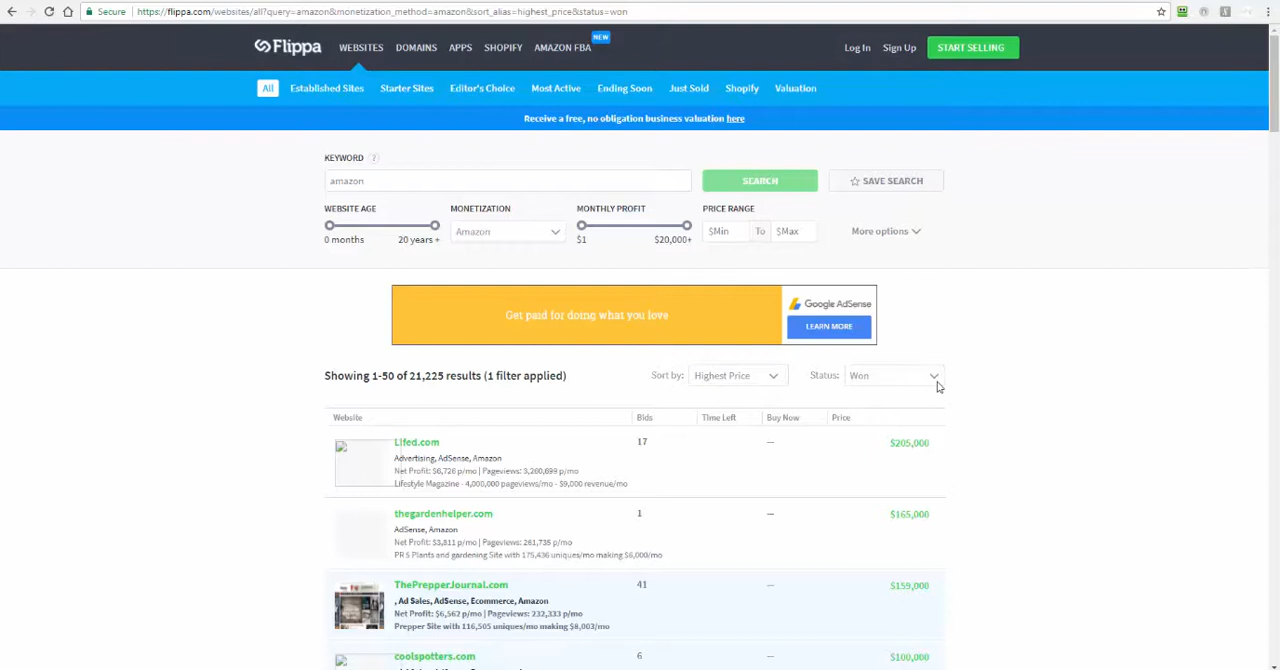 Secure https://flippa.com/websites/all?query=amazon&monetization_method=amazon&sort_alias=highest_price&status=won
Flippa WEBSITES DOMAINS APPS SHOPIFY AMAZON FBA NEW Log In Sign Up START SELLING
All Established Sites Starter Sites Editor's Choice Most Active Ending Soon Just Sold Shopify Valuation
Receive a free, no obligation business valuation here
KEYWORD ?
amazon SEARCH SAVE SEARCH
WEBSITE AGE MONETIZATION MONTHLY PROFIT PRICE RANGE
Amazon $Min To $Max More options
0 months 20 years + $1 $20,000+
Get paid for doing what you love Google AdSense
LEARN MORE
Showing 1-50 of 21,225 results (1 filter applied) Sort by: Highest Price Status: Won
Website Bids Time Left Buy Now Price
Lifed.com 17 — $205,000
Advertising, AdSense, Amazon
Net Profit: $6,726 p/mo | Pageviews: 3,260,699 p/mo
Lifestyle Magazine - 4,000,000 pageviews/mo - $9,000 revenue/mo
thegardenhelper.com 1 — $165,000
AdSense, Amazon
Net Profit: $3,811 p/mo | Pageviews: 261,735 p/mo
PR 5 Plants and gardening Site with 175,436 uniques/mo making $6,000/mo
ThePrepperJournal.com 41 — $159,000
, Ad Sales, AdSense, Ecommerce, Amazon
Net Profit: $6,562 p/mo | Pageviews: 232,333 p/mo
Prepper Site with 116,505 uniques/mo making $8,003/mo
coolspotters.com 6 — $100,000